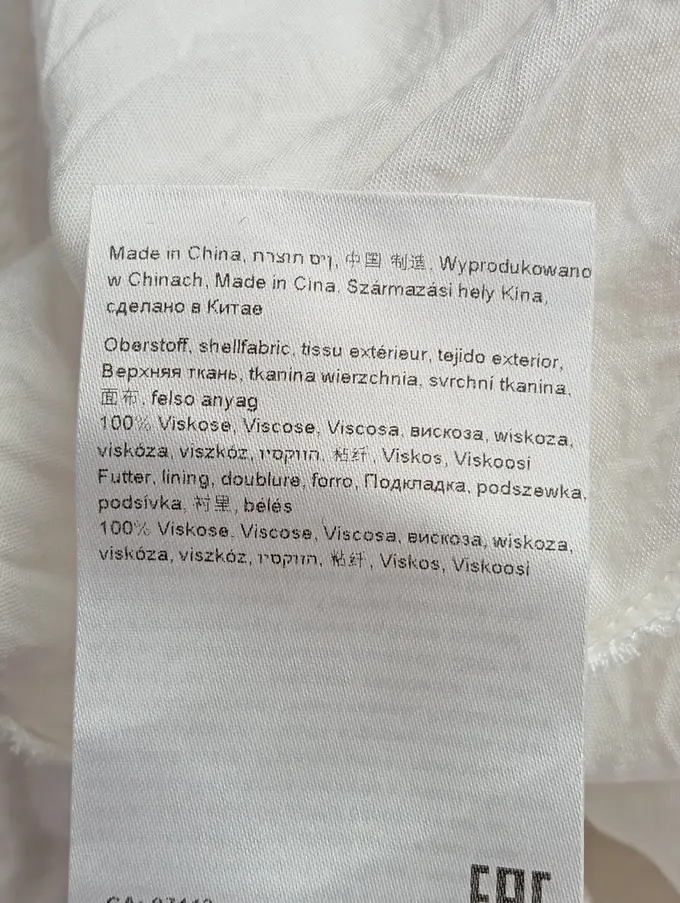 Made in China, תוצרת סין, 中国 制造, Wyprodukowano
w Chinach, Made in Cina, Származási hely Kína,
сделано в Китае
Oberstoff, shellfabric, tissu extérieur, tejido exterior,
Верхняя ткань, tkanina wierzchnia, svrchní tkanina,
面布, felso anyag
100% Viskose, Viscose, Viscosa, вискоза, wiskoza,
viskóza, viszkóz, 粘纤, Viskos, Viskoosi
Futter, lining, doublure, forro, Подкладка, podszewka,
podsívka, 衬里, bélés
100% Viskose, Viscose, Viscosa, вискоза, wiskoza,
viskóza, viszkóz, 粘纤, Viskos, Viskoosi
EAC